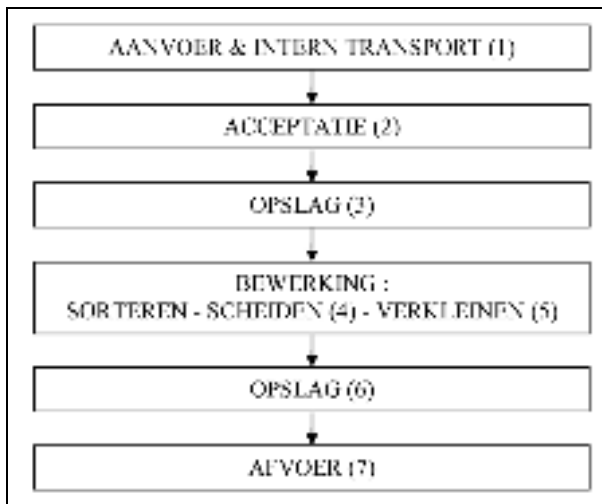 AANVOER & INTERN TRANSPORT (1)
ACCEPTATIE (2)
OPSLAG (3)
BEWERKING :
SORTEREN - SCHEIDEN (4) - VERKLEINEN (5)
OPSLAG (6)
AFVOER (7)